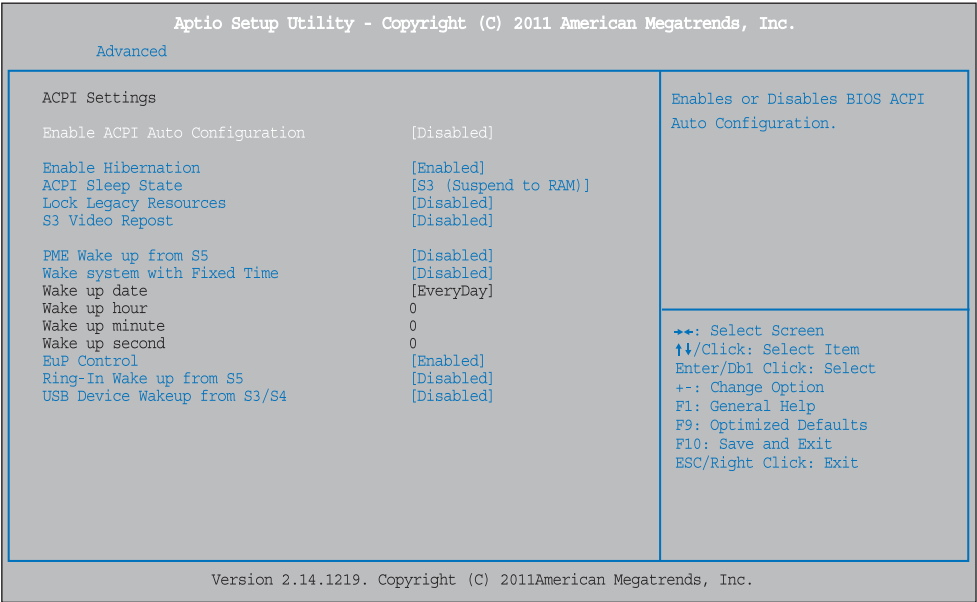 Aptio Setup Utility - Copyright (C) 2011 American Megatrends, Inc.
Advanced
ACPI Settings
Enable ACPI Auto Configuration [Disabled]
Enable Hibernation [Enabled]
ACPI Sleep State [S3 (Suspend to RAM)]
Lock Legacy Resources [Disabled]
S3 Video Repost [Disabled]
PME Wake up from S5 [Disabled]
Wake system with Fixed Time [Disabled]
Wake up date [EveryDay]
Wake up hour 0
Wake up minute 0
Wake up second 0
EuP Control [Enabled]
Ring-In Wake up from S5 [Disabled]
USB Device Wakeup from S3/S4 [Disabled]
Enables or Disables BIOS ACPI
Auto Configuration.
→←: Select Screen
↑↓/Click: Select Item
Enter/Db1 Click: Select
+-: Change Option
F1: General Help
F9: Optimized Defaults
F10: Save and Exit
ESC/Right Click: Exit
Version 2.14.1219. Copyright (C) 2011American Megatrends, Inc.